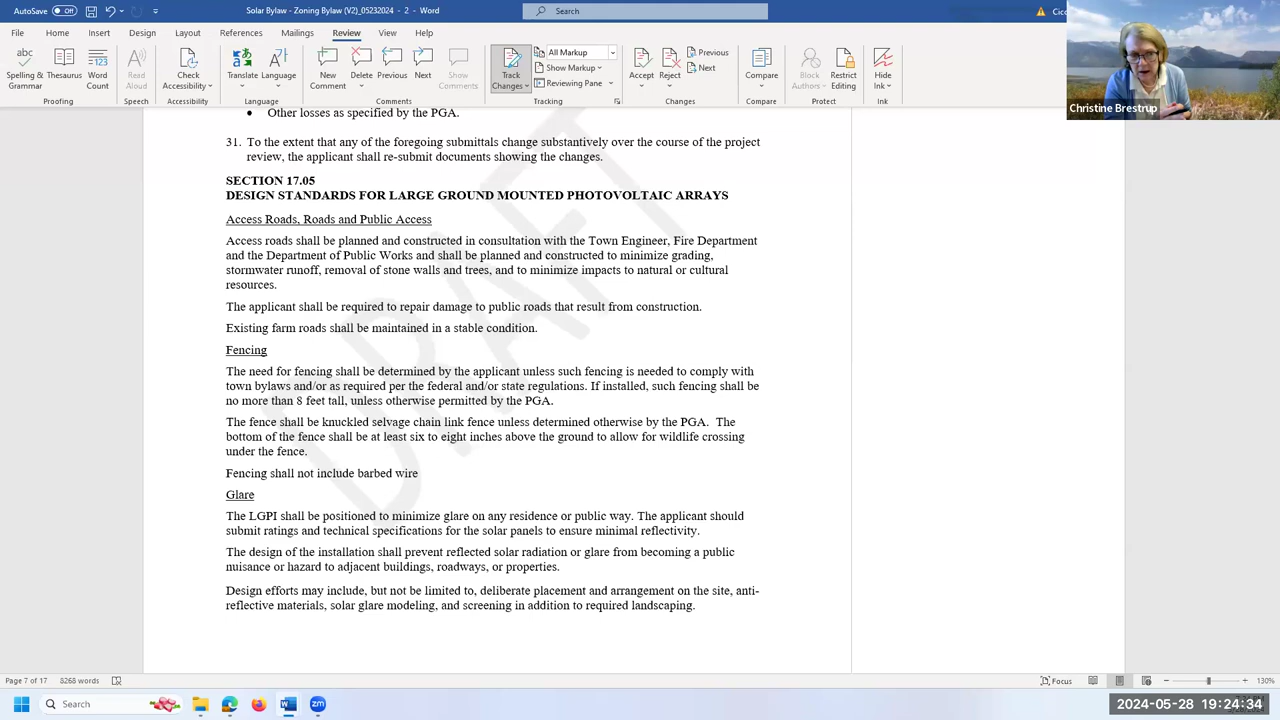 AutoSave Off Solar Bylaw - Zoning Bylaw (V2)_05232024 - 2 - Word Search Cicc
File Home Insert Design Layout References Mailings Review View Help
Spelling & Grammar Thesaurus Word Count Read Aloud Check Accessibility Translate Language New Comment Delete Previous Next Show Comments Track Changes All Markup Show Markup Reviewing Pane Accept Reject Previous Next Compare Block Authors Restrict Editing Hide Ink
Proofing Speech Accessibility Language Comments Tracking Changes Compare Protect Ink
Christine Brestrup
DRAFT
• Other losses as specified by the PGA.
31. To the extent that any of the foregoing submittals change substantively over the course of the project
review, the applicant shall re-submit documents showing the changes.
SECTION 17.05
DESIGN STANDARDS FOR LARGE GROUND MOUNTED PHOTOVOLTAIC ARRAYS
Access Roads, Roads and Public Access
Access roads shall be planned and constructed in consultation with the Town Engineer, Fire Department
and the Department of Public Works and shall be planned and constructed to minimize grading,
stormwater runoff, removal of stone walls and trees, and to minimize impacts to natural or cultural
resources.
The applicant shall be required to repair damage to public roads that result from construction.
Existing farm roads shall be maintained in a stable condition.
Fencing
The need for fencing shall be determined by the applicant unless such fencing is needed to comply with
town bylaws and/or as required per the federal and/or state regulations. If installed, such fencing shall be
no more than 8 feet tall, unless otherwise permitted by the PGA.
The fence shall be knuckled selvage chain link fence unless determined otherwise by the PGA. The
bottom of the fence shall be at least six to eight inches above the ground to allow for wildlife crossing
under the fence.
Fencing shall not include barbed wire
Glare
The LGPI shall be positioned to minimize glare on any residence or public way. The applicant should
submit ratings and technical specifications for the solar panels to ensure minimal reflectivity.
The design of the installation shall prevent reflected solar radiation or glare from becoming a public
nuisance or hazard to adjacent buildings, roadways, or properties.
Design efforts may include, but not be limited to, deliberate placement and arrangement on the site, anti-
reflective materials, solar glare modeling, and screening in addition to required landscaping.
Page 7 of 17 8268 words Focus 130%
Search 2024-05-28 19:24:34